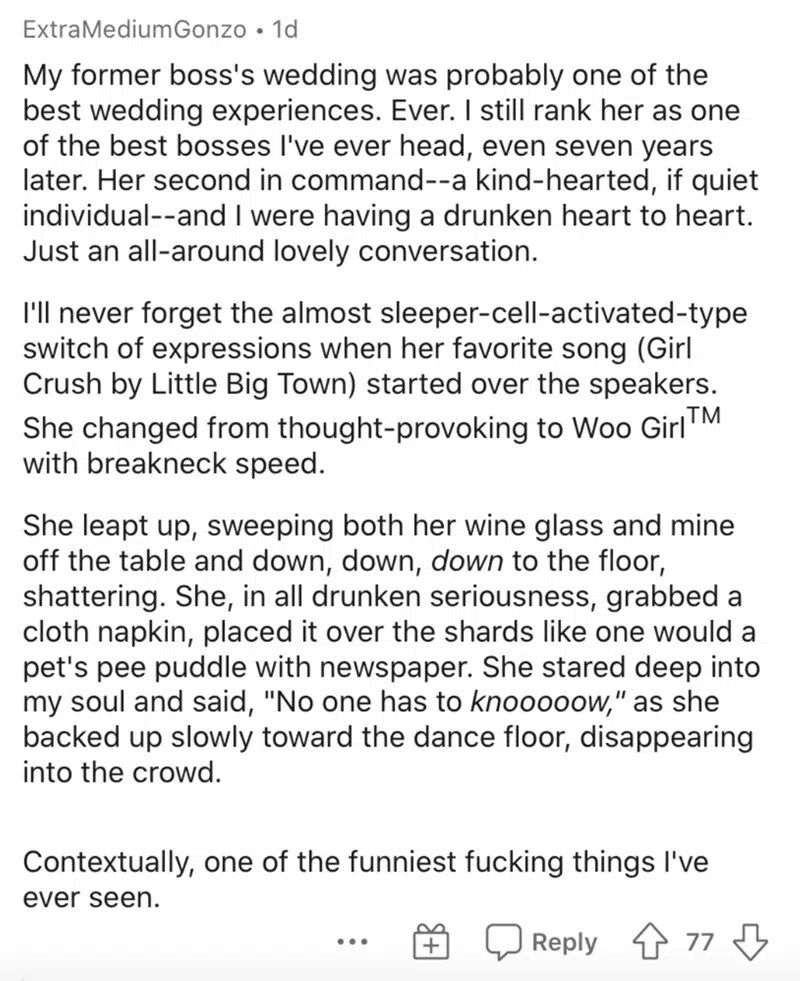 ExtraMediumGonzo • 1d
My former boss's wedding was probably one of the
best wedding experiences. Ever. I still rank her as one
of the best bosses I've ever head, even seven years
later. Her second in command--a kind-hearted, if quiet
individual--and I were having a drunken heart to heart.
Just an all-around lovely conversation.
I'll never forget the almost sleeper-cell-activated-type
switch of expressions when her favorite song (Girl
Crush by Little Big Town) started over the speakers.
She changed from thought-provoking to Woo Girl™
with breakneck speed.
She leapt up, sweeping both her wine glass and mine
off the table and down, down, down to the floor,
shattering. She, in all drunken seriousness, grabbed a
cloth napkin, placed it over the shards like one would a
pet's pee puddle with newspaper. She stared deep into
my soul and said, "No one has to knooooow," as she
backed up slowly toward the dance floor, disappearing
into the crowd.
Contextually, one of the funniest fucking things I've
ever seen.
Reply 77